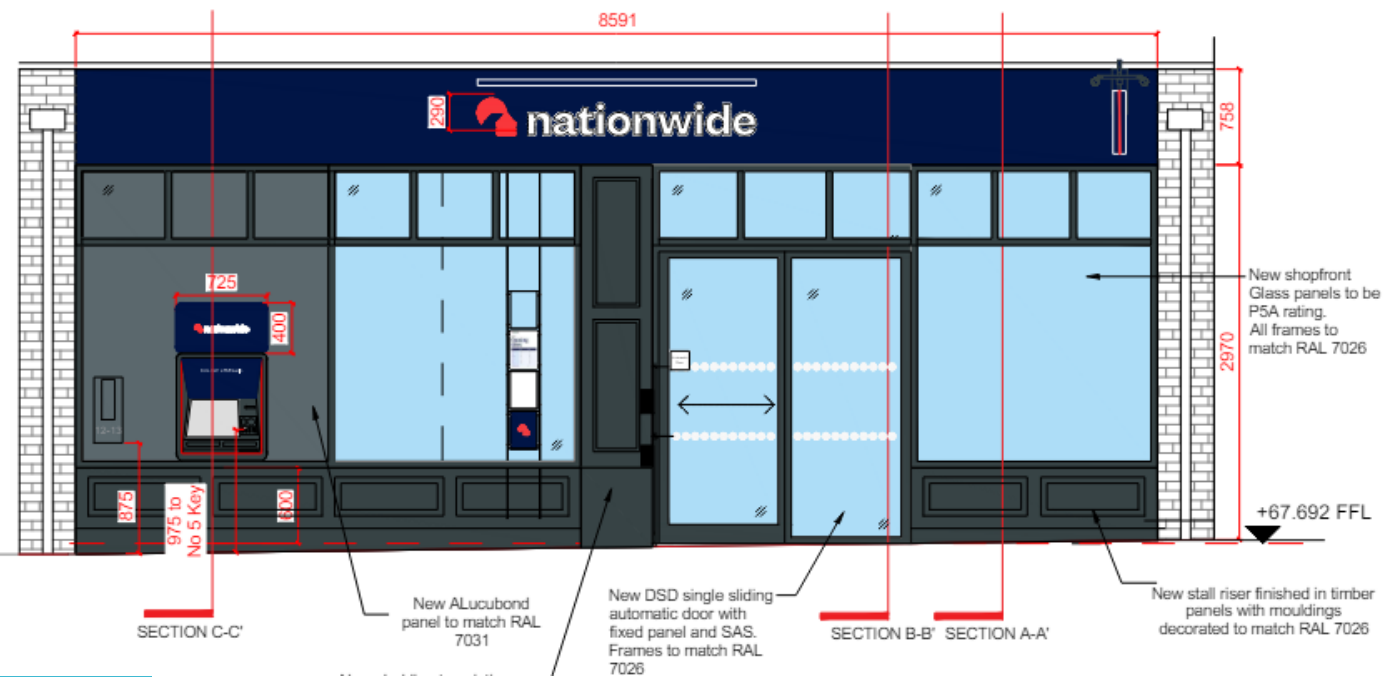 8591
290
nationwide
758
725
400
nationwide
2970
New shopfront
Glass panels to be
P5A rating.
All frames to
match RAL 7026
12-13
875
975 to
No 5 Key
600
+67.692 FFL
SECTION C-C'
New ALucubond
panel to match RAL
7031
New DSD single sliding
automatic door with
fixed panel and SAS.
Frames to match RAL
7026
SECTION B-B'
SECTION A-A'
New stall riser finished in timber
panels with mouldings
decorated to match RAL 7026